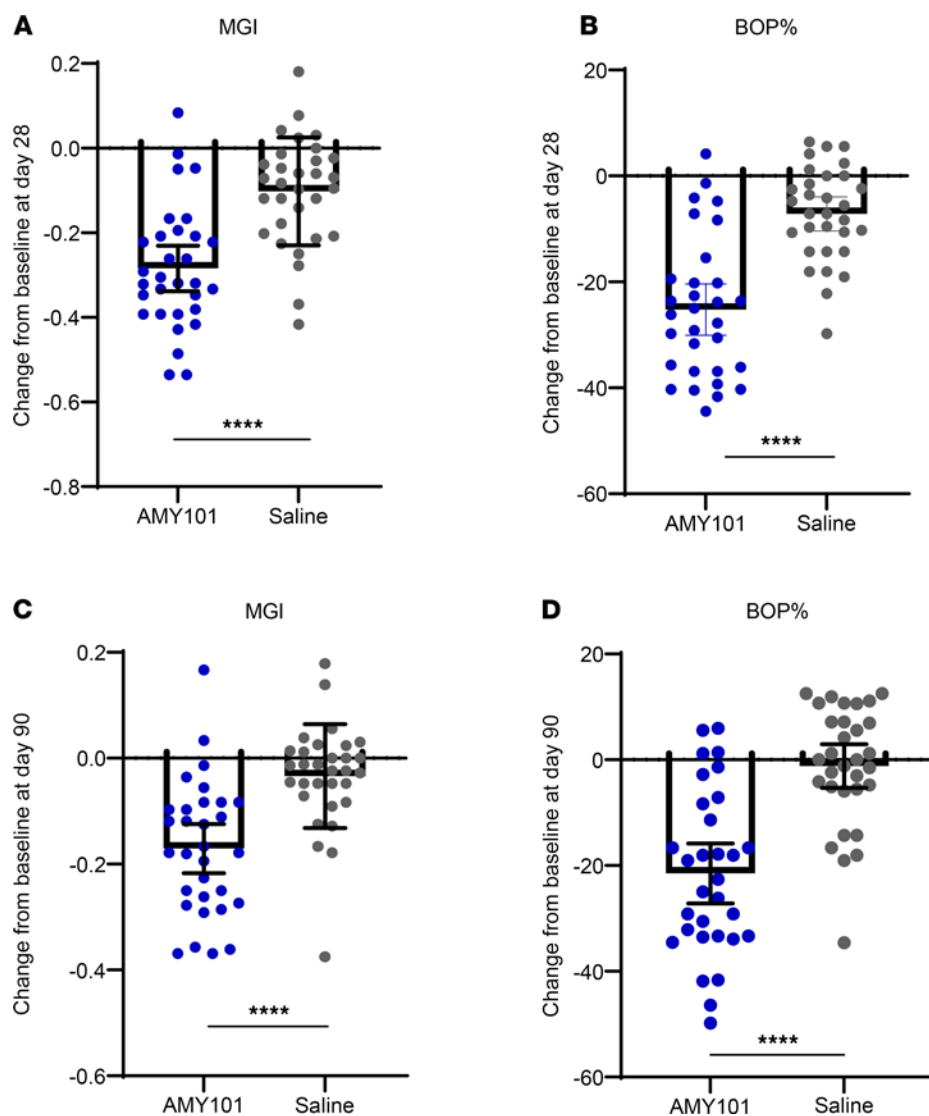 A
MGI
Change from baseline at day 28
0.2
0.0
-0.2
-0.4
-0.6
-0.8
****
AMY101 Saline
B
BOP%
Change from baseline at day 28
20
0
-20
-40
-60
****
AMY101 Saline
C
MGI
Change from baseline at day 90
0.2
0.0
-0.2
-0.4
-0.6
****
AMY101 Saline
D
BOP%
Change from baseline at day 90
20
0
-20
-40
-60
****
AMY101 Saline